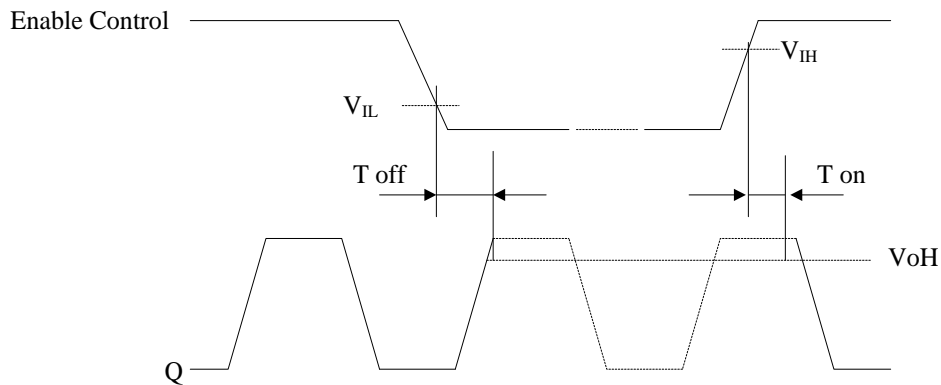 Enable Control
VIH
VIL
T off
T on
VoH
Q